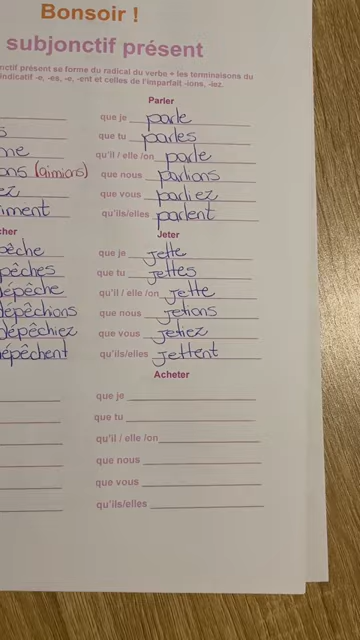 Bonsoir !
subjonctif présent
nctif présent se forme du radical du verbe + les terminaisons du
indicatif -e, -es, -e, -ent et celles de l'imparfait -ions, -iez.
Parler
que je parle
que tu parles
qu'il / elle /on parle
(aimions) que nous parlions
que vous parliez
iment qu'ils/elles parlent
cher Jeter
pêche que je Jette
pêches que tu Jettes
dépêche qu'il / elle /on Jette
dépêchions que nous Jetions
dépêchiez que vous Jetiez
épêchent qu'ils/elles Jettent
Acheter
que je
que tu
qu'il / elle /on
que nous
que vous
qu'ils/elles